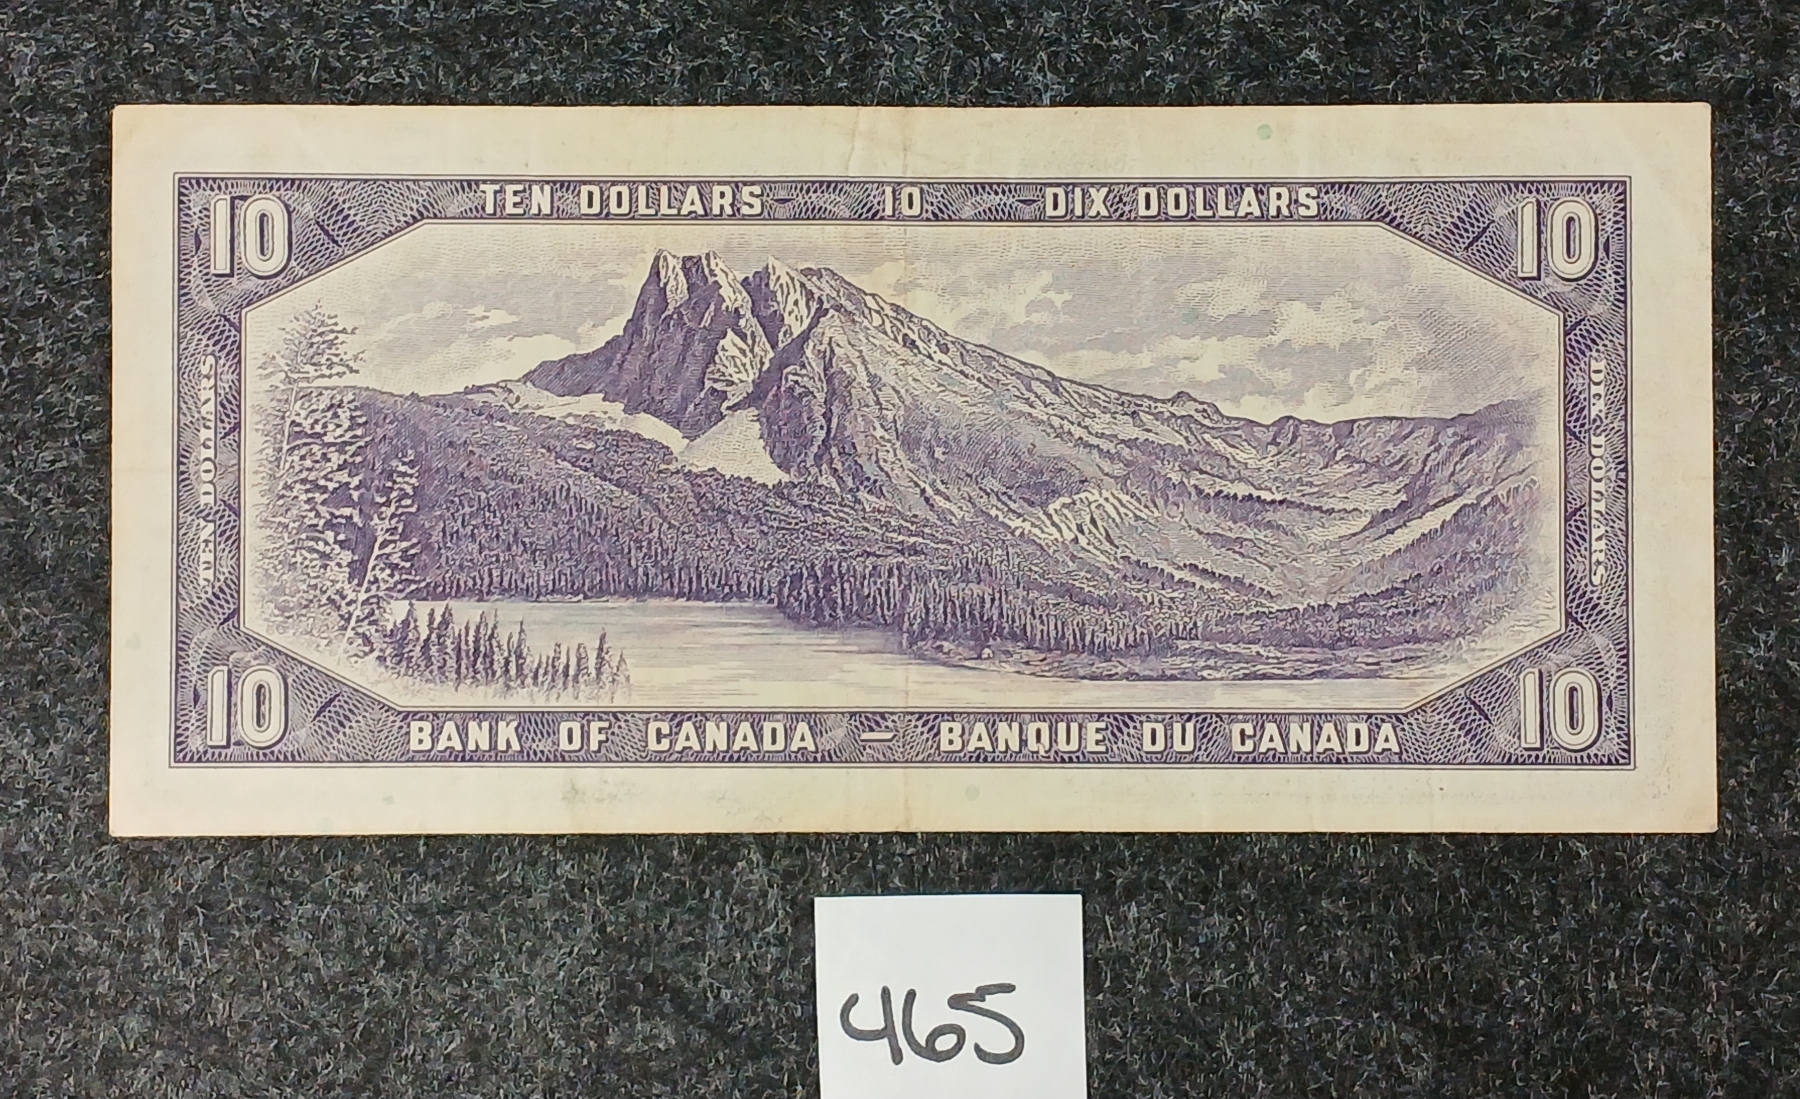 TEN DOLLARS 10 DIX DOLLARS
10 10
TEN DOLLARS
DIX DOLLARS
10 10
BANK OF CANADA — BANQUE DU CANADA
465